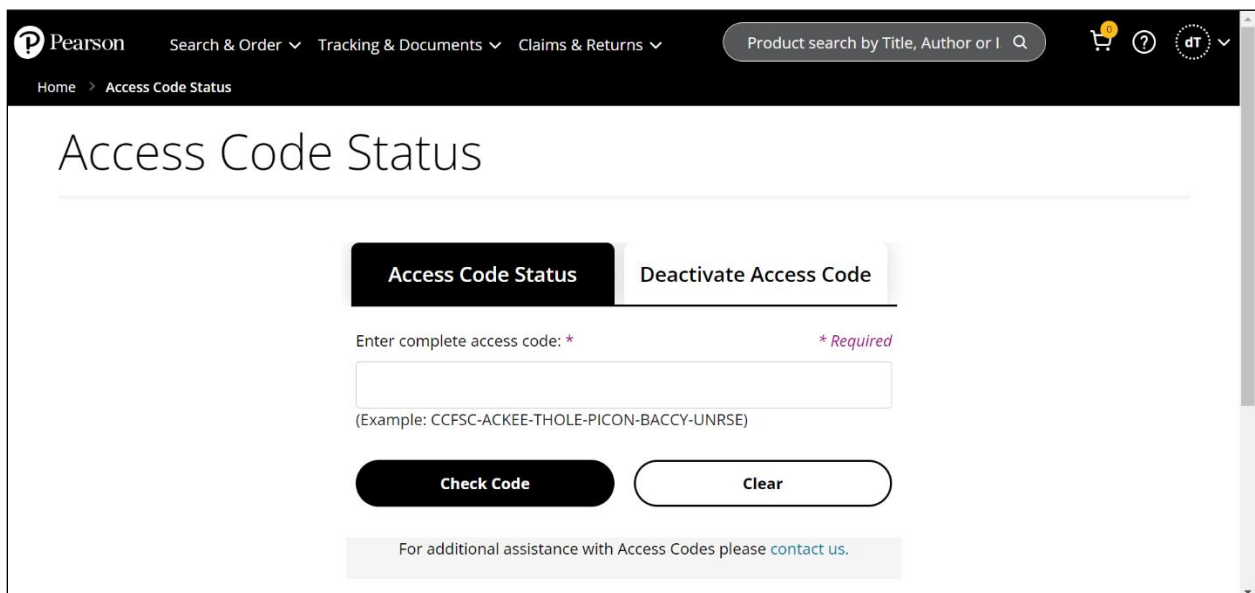 Pearson Search & Order Tracking & Documents Claims & Returns Product search by Title, Author or I 0 ? dT
Home > Access Code Status
Access Code Status
Access Code Status Deactivate Access Code
Enter complete access code: * * Required
(Example: CCFSC-ACKEE-THOLE-PICON-BACCY-UNRSE)
Check Code Clear
For additional assistance with Access Codes please contact us.